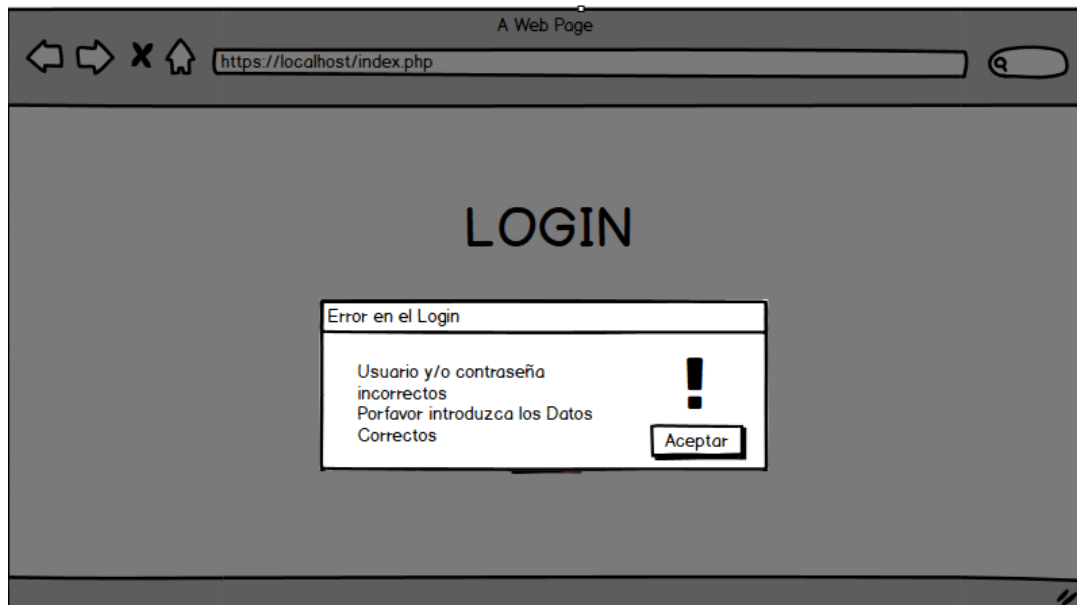 A Web Page
https://localhost/index.php
LOGIN
Error en el Login
Usuario y/o contraseña
incorrectos
Porfavor introduzca los Datos
Correctos
!
Aceptar